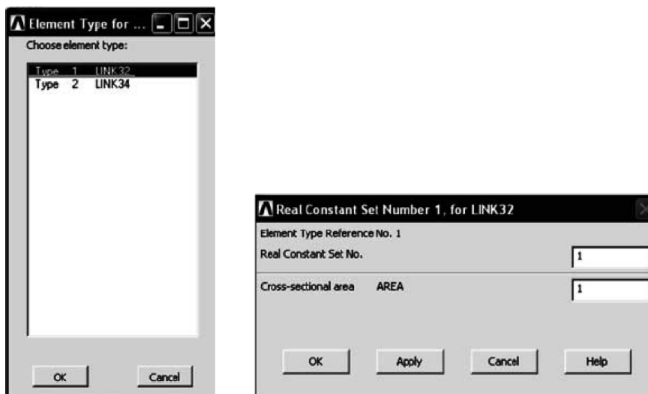 Element Type for ...
Choose element type:
Type 1 LINK32
Type 2 LINK34
OK Cancel
Real Constant Set Number 1, for LINK32
Element Type Reference No. 1
Real Constant Set No. 1
Cross-sectional area AREA 1
OK Apply Cancel Help